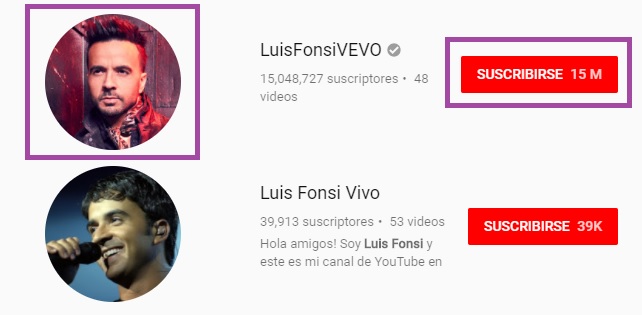 LuisFonsiVEVO
15,048,727 suscriptores • 48
videos
SUSCRIBIRSE 15 M
Luis Fonsi Vivo
39,913 suscriptores • 53 videos
Hola amigos! Soy Luis Fonsi y
este es mi canal de YouTube en
SUSCRIBIRSE 39K